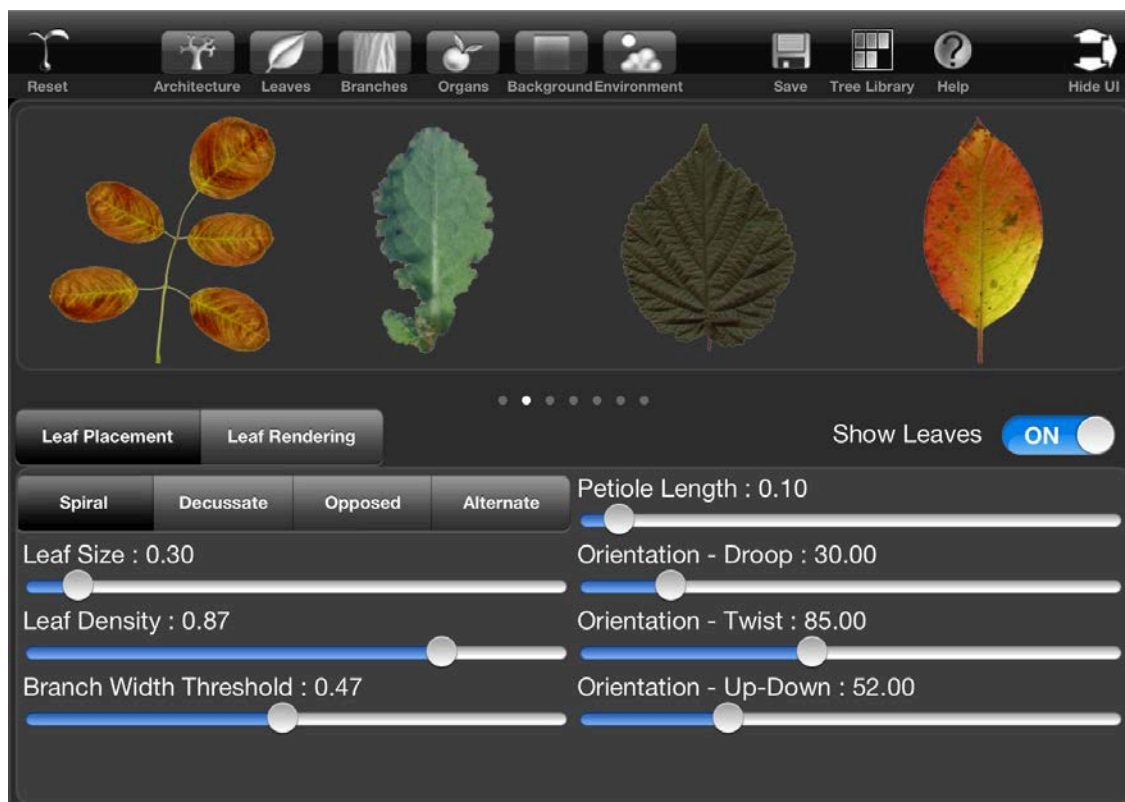 Reset Architecture Leaves Branches Organs Background Environment Save Tree Library Help Hide UI
Leaf Placement Leaf Rendering Show Leaves ON
Spiral Decussate Opposed Alternate
Petiole Length : 0.10
Leaf Size : 0.30
Orientation - Droop : 30.00
Leaf Density : 0.87
Orientation - Twist : 85.00
Branch Width Threshold : 0.47
Orientation - Up-Down : 52.00